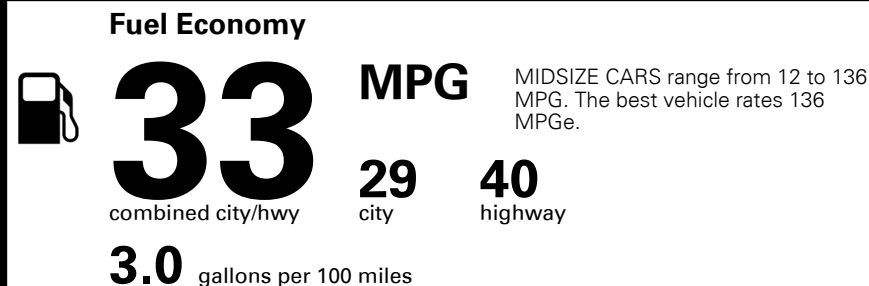 Fuel Economy
33 MPG
MIDSIZE CARS range from 12 to 136
MPG. The best vehicle rates 136
MPGe.
combined city/hwy
29 city
40 highway
3.0 gallons per 100 miles